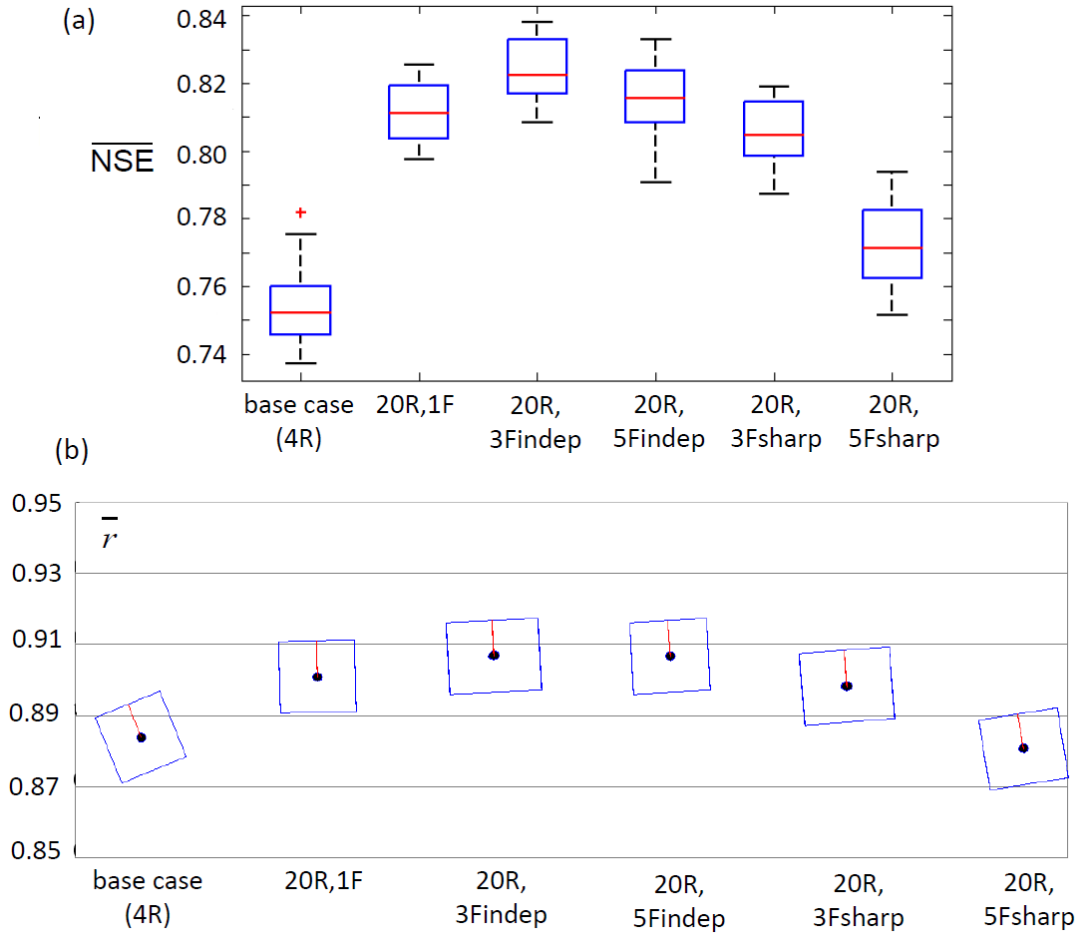 (a)
0.84
0.82
NSE
0.80
0.78
0.76
0.74
base case
(4R)
20R,1F
20R,
3Findep
20R,
5Findep
20R,
3Fsharp
20R,
5Fsharp
(b)
0.95
r
0.93
0.91
0.89
0.87
0.85
base case
(4R)
20R,1F
20R,
3Findep
20R,
5Findep
20R,
3Fsharp
20R,
5Fsharp